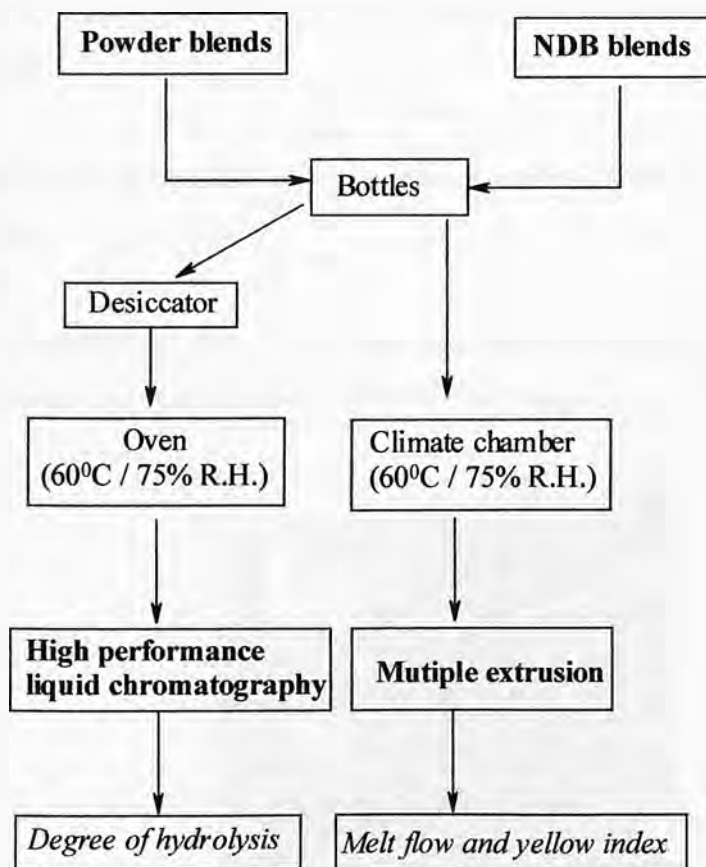 Powder blends
NDB blends
Bottles
Desiccator
Oven
(60⁰C / 75% R.H.)
Climate chamber
(60⁰C / 75% R.H.)
High performance
liquid chromatography
Mutiple extrusion
Degree of hydrolysis
Melt flow and yellow index